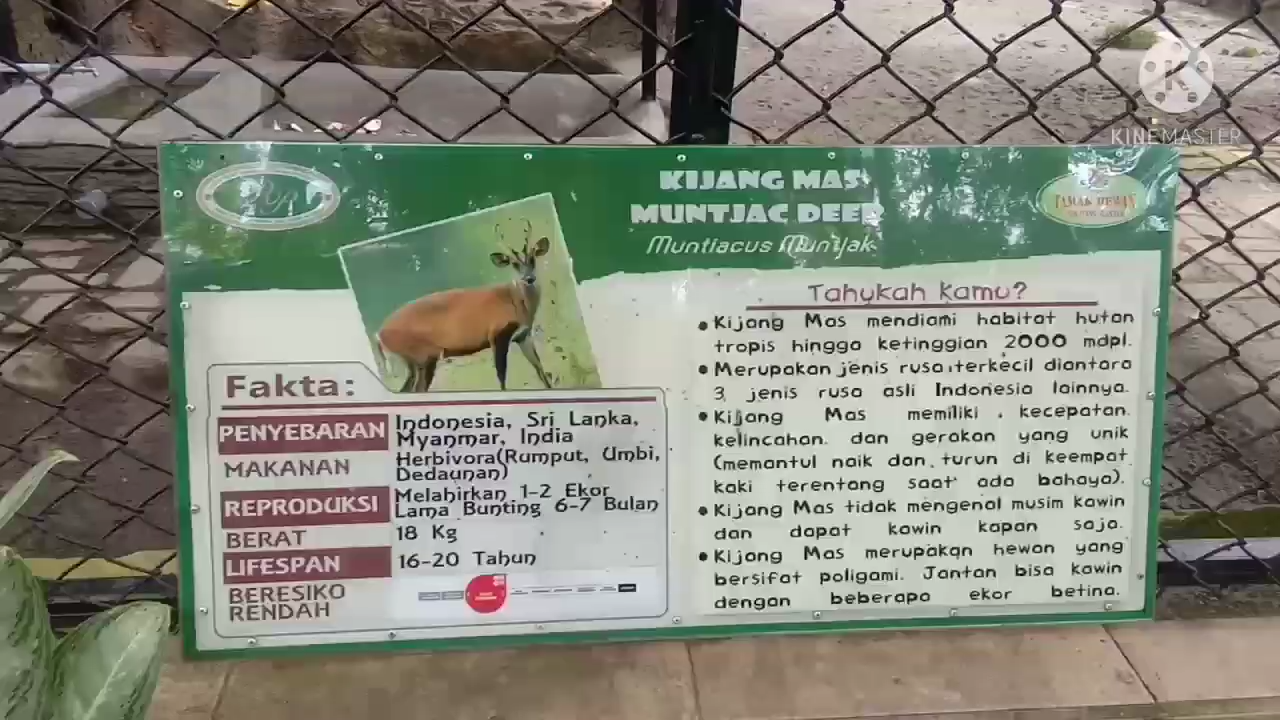 KINEMASTER
KIJANG MAS
MUNTJAC DEER
Muntiacus Muntjak
TAMAN HEWAN
Fakta:
PENYEBARAN Indonesia, Sri Lanka,
Myanmar, India
MAKANAN Herbivora(Rumput, Umbi,
Dedaunan)
REPRODUKSI Melahirkan 1-2 Ekor
Lama Bunting 6-7 Bulan
BERAT 18 Kg
LIFESPAN 16-20 Tahun
BERESIKO
RENDAH
Tahukah kamu?
Kijang Mas mendiami habitat hutan
tropis hingga ketinggian 2000 mdpl.
Merupakan jenis rusa terkecil diantara
3 jenis rusa asli Indonesia lainnya.
Kijang Mas memiliki kecepatan.
kelincahan. dan gerakan yang unik
(memantul naik dan turun di keempat
kaki terentang saat ada bahaya).
Kijang Mas tidak mengenal musim kawin
dan dapat kawin kapan saja.
Kijang Mas merupakan hewan yang
bersifat poligami. Jantan bisa kawin
dengan beberapa ekor betina.